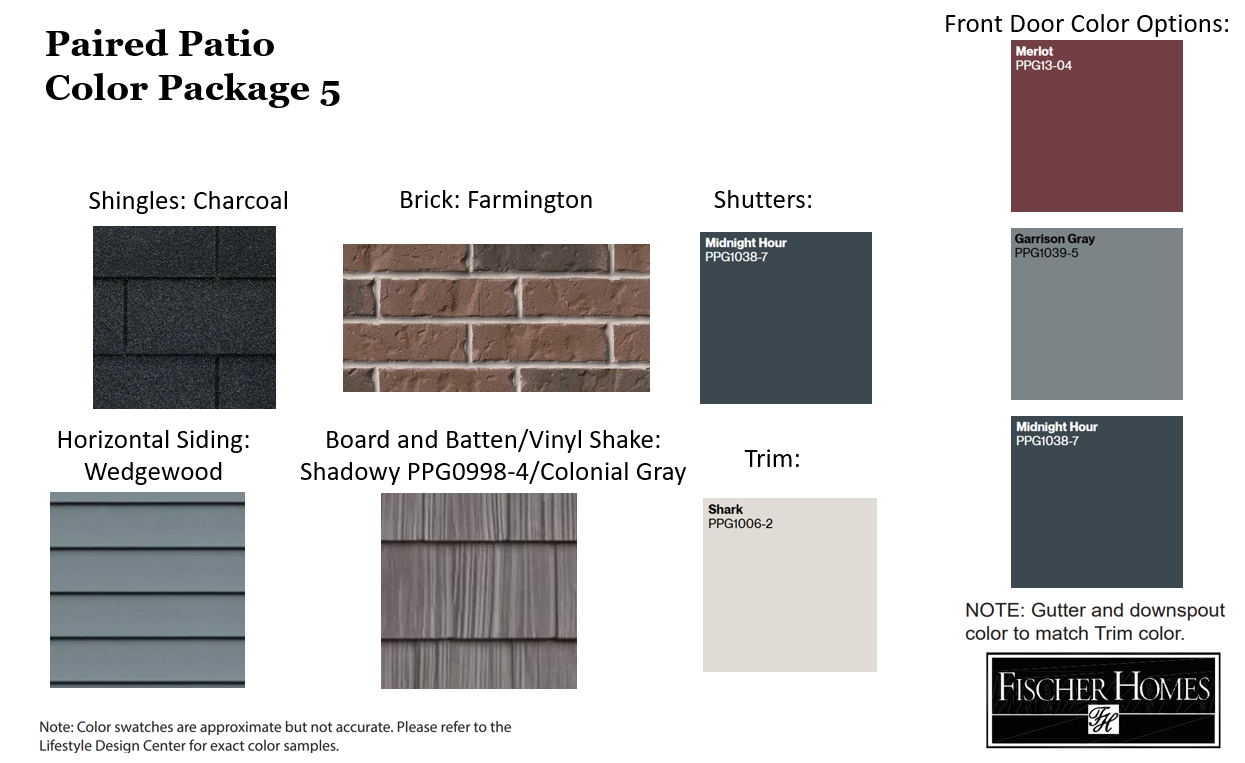 Paired Patio
Color Package 5
Front Door Color Options:
Merlot
PPG13-04
Shingles: Charcoal
Brick: Farmington
Shutters:
Midnight Hour
PPG1038-7
Garrison Gray
PPG1039-5
Horizontal Siding:
Wedgewood
Board and Batten/Vinyl Shake:
Shadowy PPG0998-4/Colonial Gray
Trim:
Shark
PPG1006-2
Midnight Hour
PPG1038-7
NOTE: Gutter and downspout
color to match Trim color.
FISCHER HOMES
FH
Note: Color swatches are approximate but not accurate. Please refer to the
Lifestyle Design Center for exact color samples.